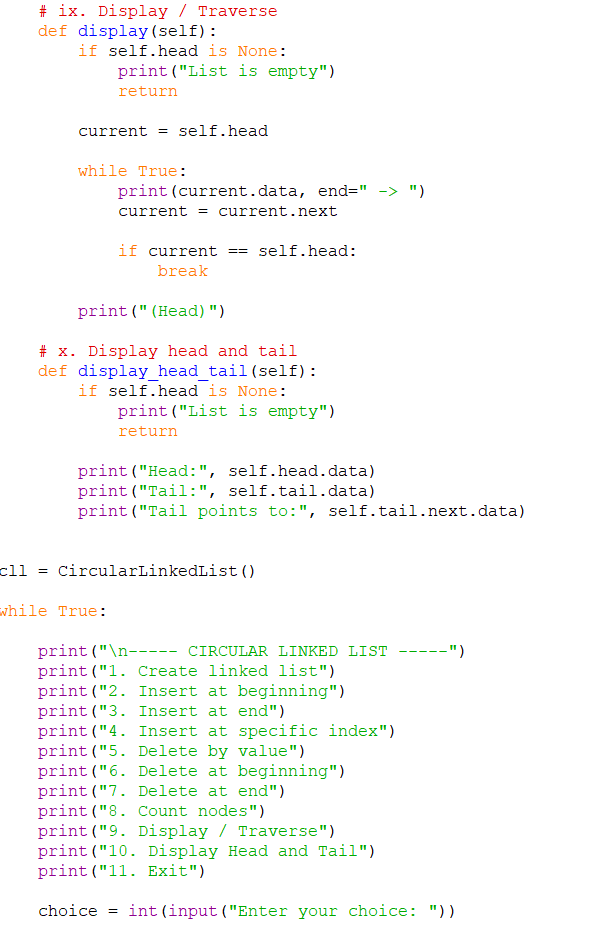 # ix. Display / Traverse
    def display(self):
        if self.head is None:
            print("List is empty")
            return

        current = self.head

        while True:
            print(current.data, end=" -> ")
            current = current.next

            if current == self.head:
                break

        print("(Head)")

    # x. Display head and tail
    def display_head_tail(self):
        if self.head is None:
            print("List is empty")
            return

        print("Head:", self.head.data)
        print("Tail:", self.tail.data)
        print("Tail points to:", self.tail.next.data)


cll = CircularLinkedList()

while True:

    print("\n----- CIRCULAR LINKED LIST -----")
    print("1. Create linked list")
    print("2. Insert at beginning")
    print("3. Insert at end")
    print("4. Insert at specific index")
    print("5. Delete by value")
    print("6. Delete at beginning")
    print("7. Delete at end")
    print("8. Count nodes")
    print("9. Display / Traverse")
    print("10. Display Head and Tail")
    print("11. Exit")

    choice = int(input("Enter your choice: "))